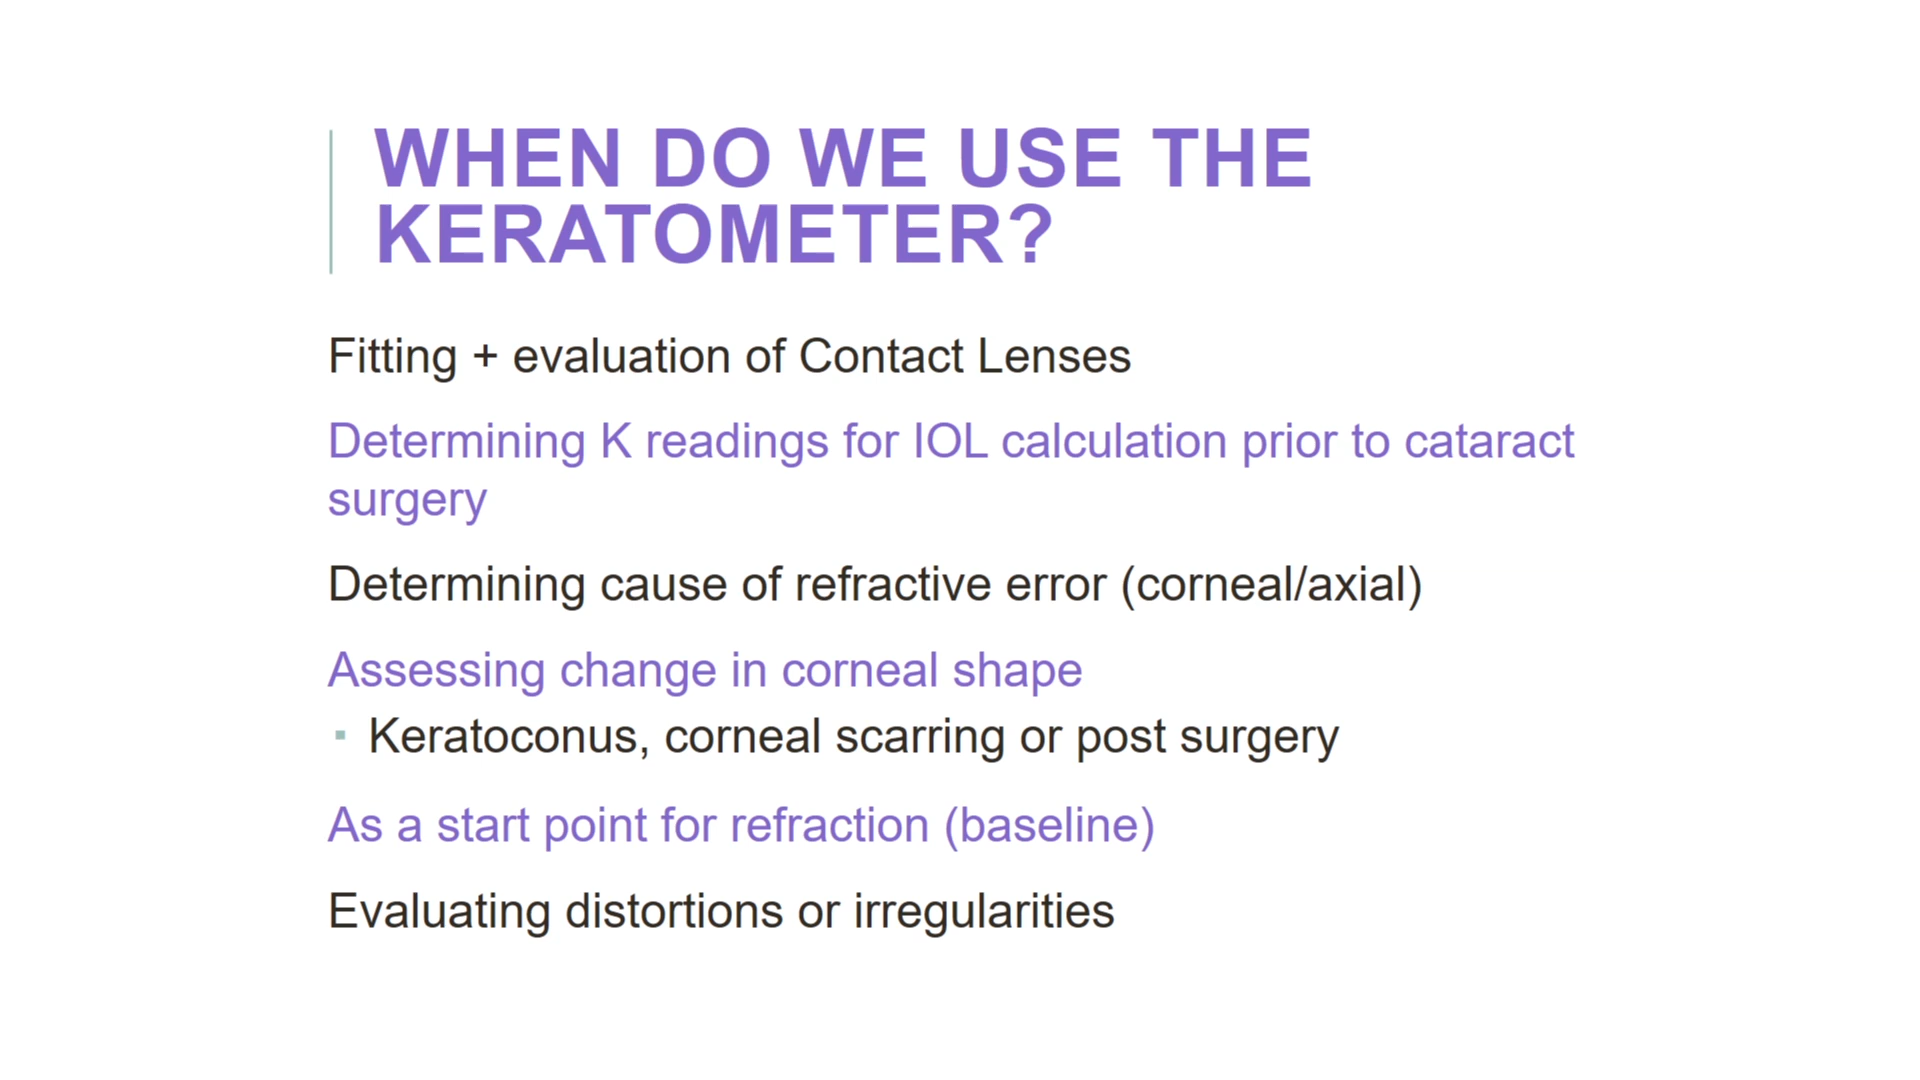 WHEN DO WE USE THE
KERATOMETER?
Fitting + evaluation of Contact Lenses
Determining K readings for IOL calculation prior to cataract
surgery
Determining cause of refractive error (corneal/axial)
Assessing change in corneal shape
▪ Keratoconus, corneal scarring or post surgery
As a start point for refraction (baseline)
Evaluating distortions or irregularities